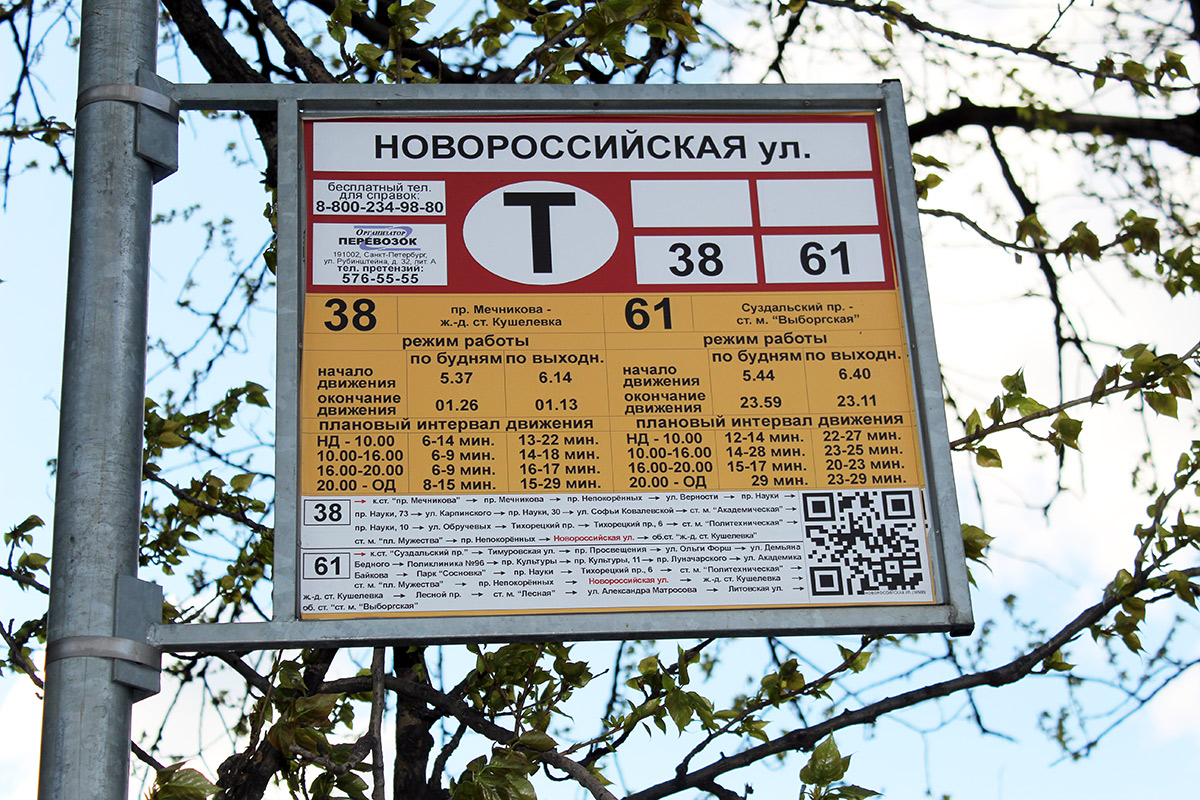 НОВОРОССИЙСКАЯ ул.
бесплатный тел.
для справок:
8-800-234-98-80
Организатор
ПЕРЕВОЗОК
191002, Санкт-Петербург,
ул. Рубинштейна, д. 32, лит. А
тел. претензий:
576-55-55
Т
38
61
38
пр. Мечникова -
ж.-д. ст. Кушелевка
режим работы
по будням по выходн.
начало движения 5.37 6.14
окончание движения 01.26 01.13
плановый интервал движения
НД - 10.00 6-14 мин. 13-22 мин.
10.00-16.00 6-9 мин. 14-18 мин.
16.00-20.00 6-9 мин. 16-17 мин.
20.00 - ОД 8-15 мин. 15-29 мин.
61
Суздальский пр. -
ст. м. "Выборгская"
режим работы
по будням по выходн.
начало движения 5.44 6.40
окончание движения 23.59 23.11
плановый интервал движения
НД - 10.00 12-14 мин. 22-27 мин.
10.00-16.00 14-28 мин. 23-25 мин.
16.00-20.00 15-17 мин. 20-23 мин.
20.00 - ОД 29 мин. 23-29 мин.
38
→ к.ст. "пр. Мечникова" → пр. Мечникова → пр. Непокорённых → ул. Верности → пр. Науки →
пр. Науки, 73 → ул. Карпинского → пр. Науки, 30 → ул. Софьи Ковалевской → ст. м. "Академическая" →
пр. Науки, 10 → ул. Обручевых → Тихорецкий пр. → Тихорецкий пр., 6 → ст. м. "Политехническая" →
ст. м. "пл. Мужества" → пр. Непокорённых → Новороссийская ул. → об.ст. "ж.-д. ст. Кушелевка"
61
→ к.ст. "Суздальский пр." → Тимуровская ул. → пр. Просвещения → ул. Ольги Форш → ул. Демьяна
Бедного → Поликлиника №96 → пр. Культуры → пр. Культуры, 11 → пр. Луначарского → ул. Академика
Байкова → Парк "Сосновка" → пр. Науки → Тихорецкий пр., 6 → ст. м. "Политехническая" →
ст. м. "пл. Мужества" → пр. Непокорённых → Новороссийская ул. → ж.-д. ст. Кушелевка →
ж.-д. ст. Кушелевка → Лесной пр. → ст. м. "Лесная" → ул. Александра Матросова → Литовская ул. →
об. ст. "ст. м. "Выборгская"